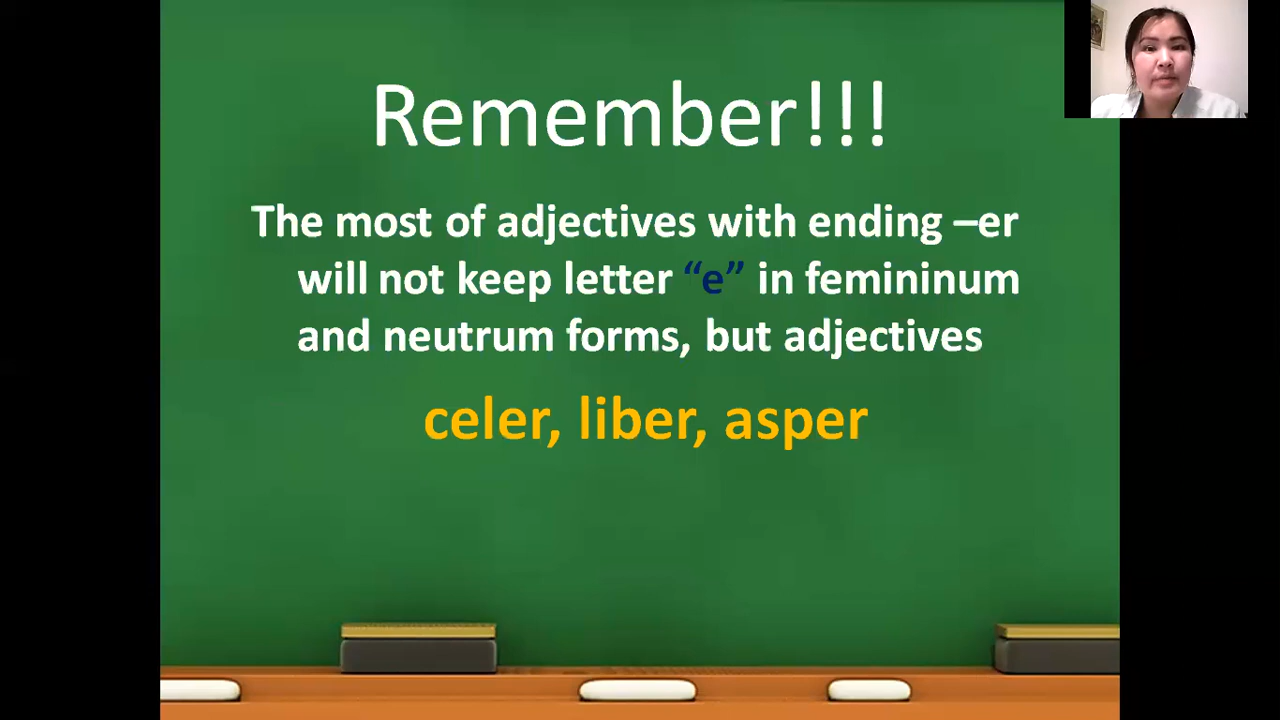 Remember!!!
The most of adjectives with ending –er
will not keep letter “e” in femininum
and neutrum forms, but adjectives
celer, liber, asper